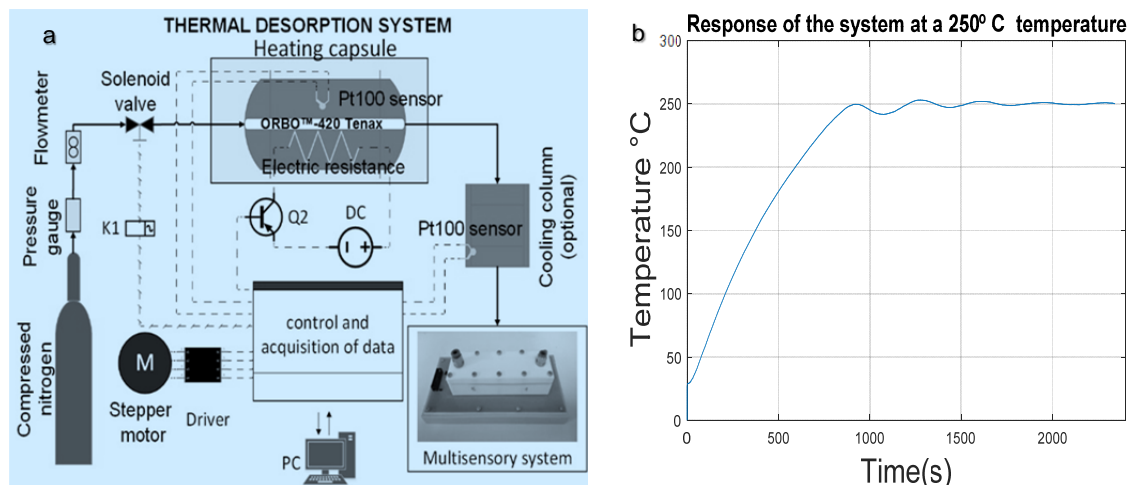 a
THERMAL DESORPTION SYSTEM
Heating capsule
Flowmeter
Solenoid
valve
Pt100 sensor
ORBO™-420 Tenax
Electric resistance
Pressure
gauge
K1
Q2
DC
Pt100 sensor
Cooling column
(optional)
Compressed
nitrogen
control and
acquisition of data
M
Stepper
motor
Driver
PC
Multisensory system
b
Response of the system at a 250º C temperature
Temperature °C
300
250
200
150
100
50
0
0
500
1000
1500
2000
Time(s)